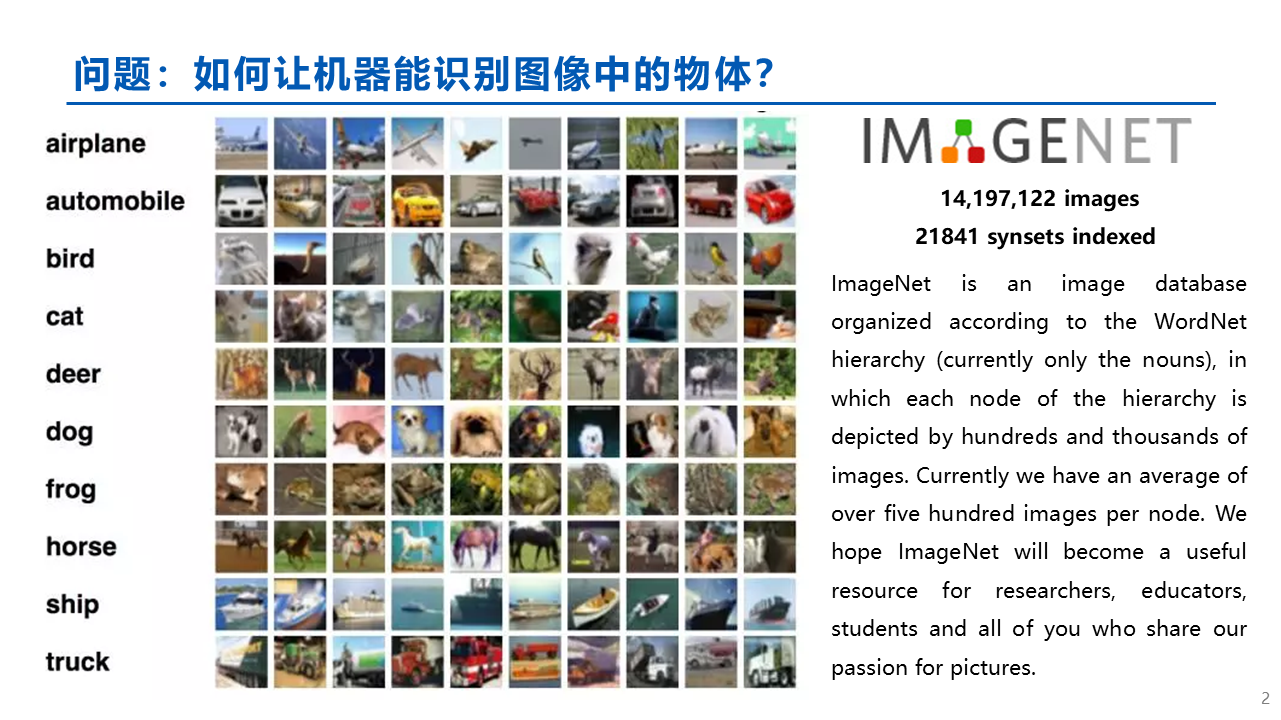 问题：如何让机器能识别图像中的物体？
airplane
automobile
bird
cat
deer
dog
frog
horse
ship
truck
IMAGENET
14,197,122 images
21841 synsets indexed
ImageNet is an image database
organized according to the WordNet
hierarchy (currently only the nouns), in
which each node of the hierarchy is
depicted by hundreds and thousands of
images. Currently we have an average of
over five hundred images per node. We
hope ImageNet will become a useful
resource for researchers, educators,
students and all of you who share our
passion for pictures.
2